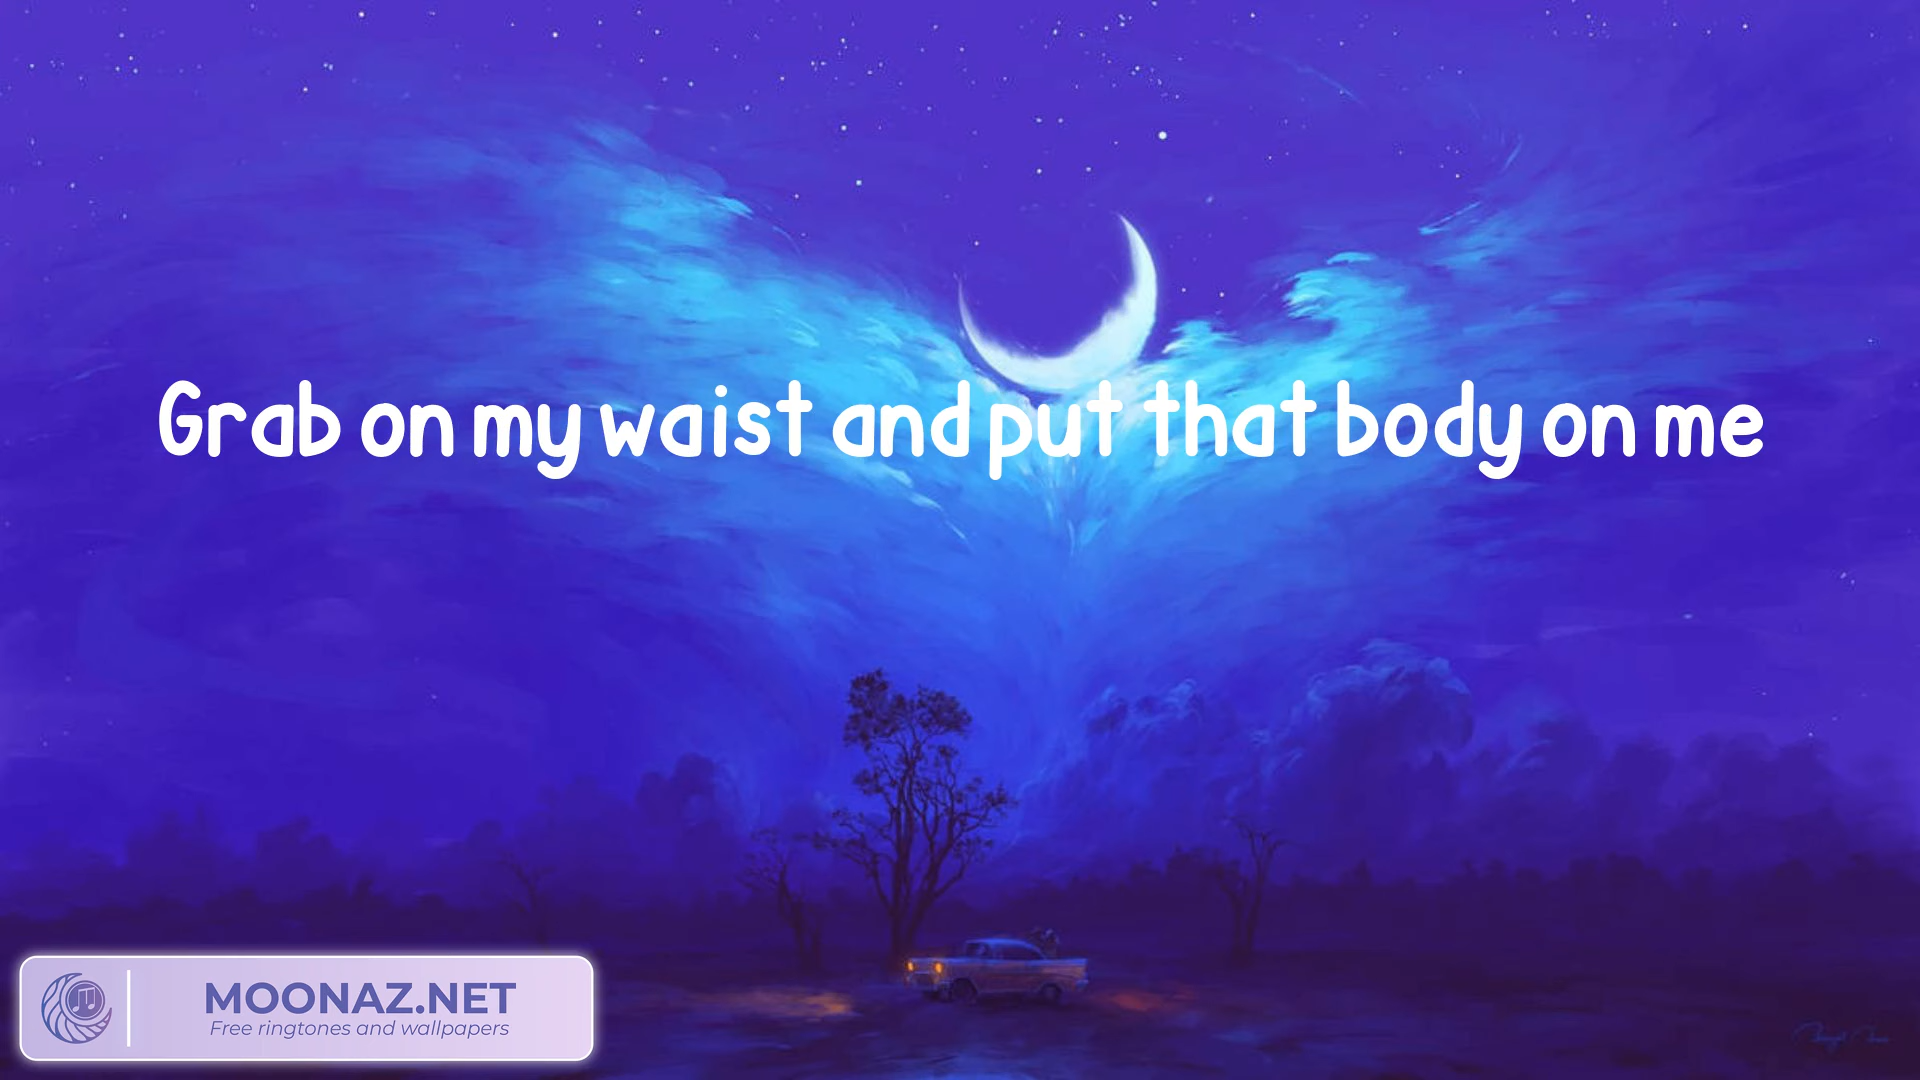 Grab on my waist and put that body on me
MOONAZ.NET
Free ringtones and wallpapers